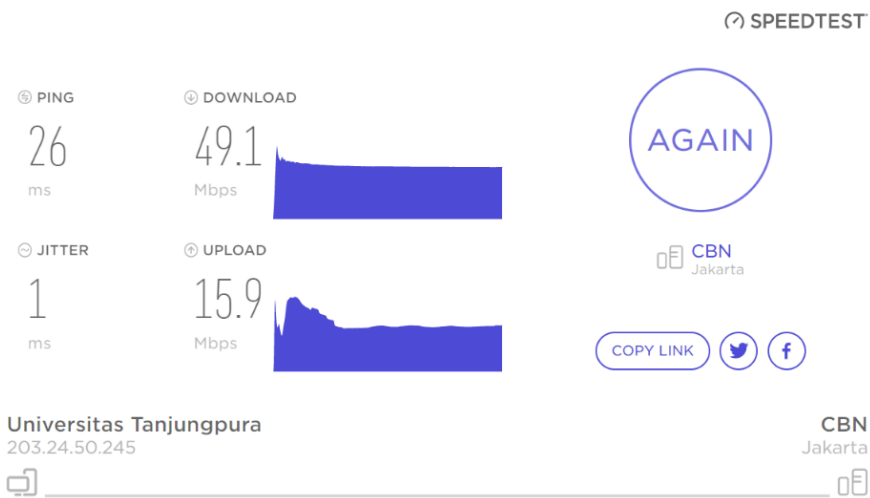 SPEEDTEST
PING
26
ms
DOWNLOAD
49.1
Mbps
JITTER
1
ms
UPLOAD
15.9
Mbps
AGAIN
CBN
Jakarta
COPY LINK
Universitas Tanjungpura
203.24.50.245
CBN
Jakarta